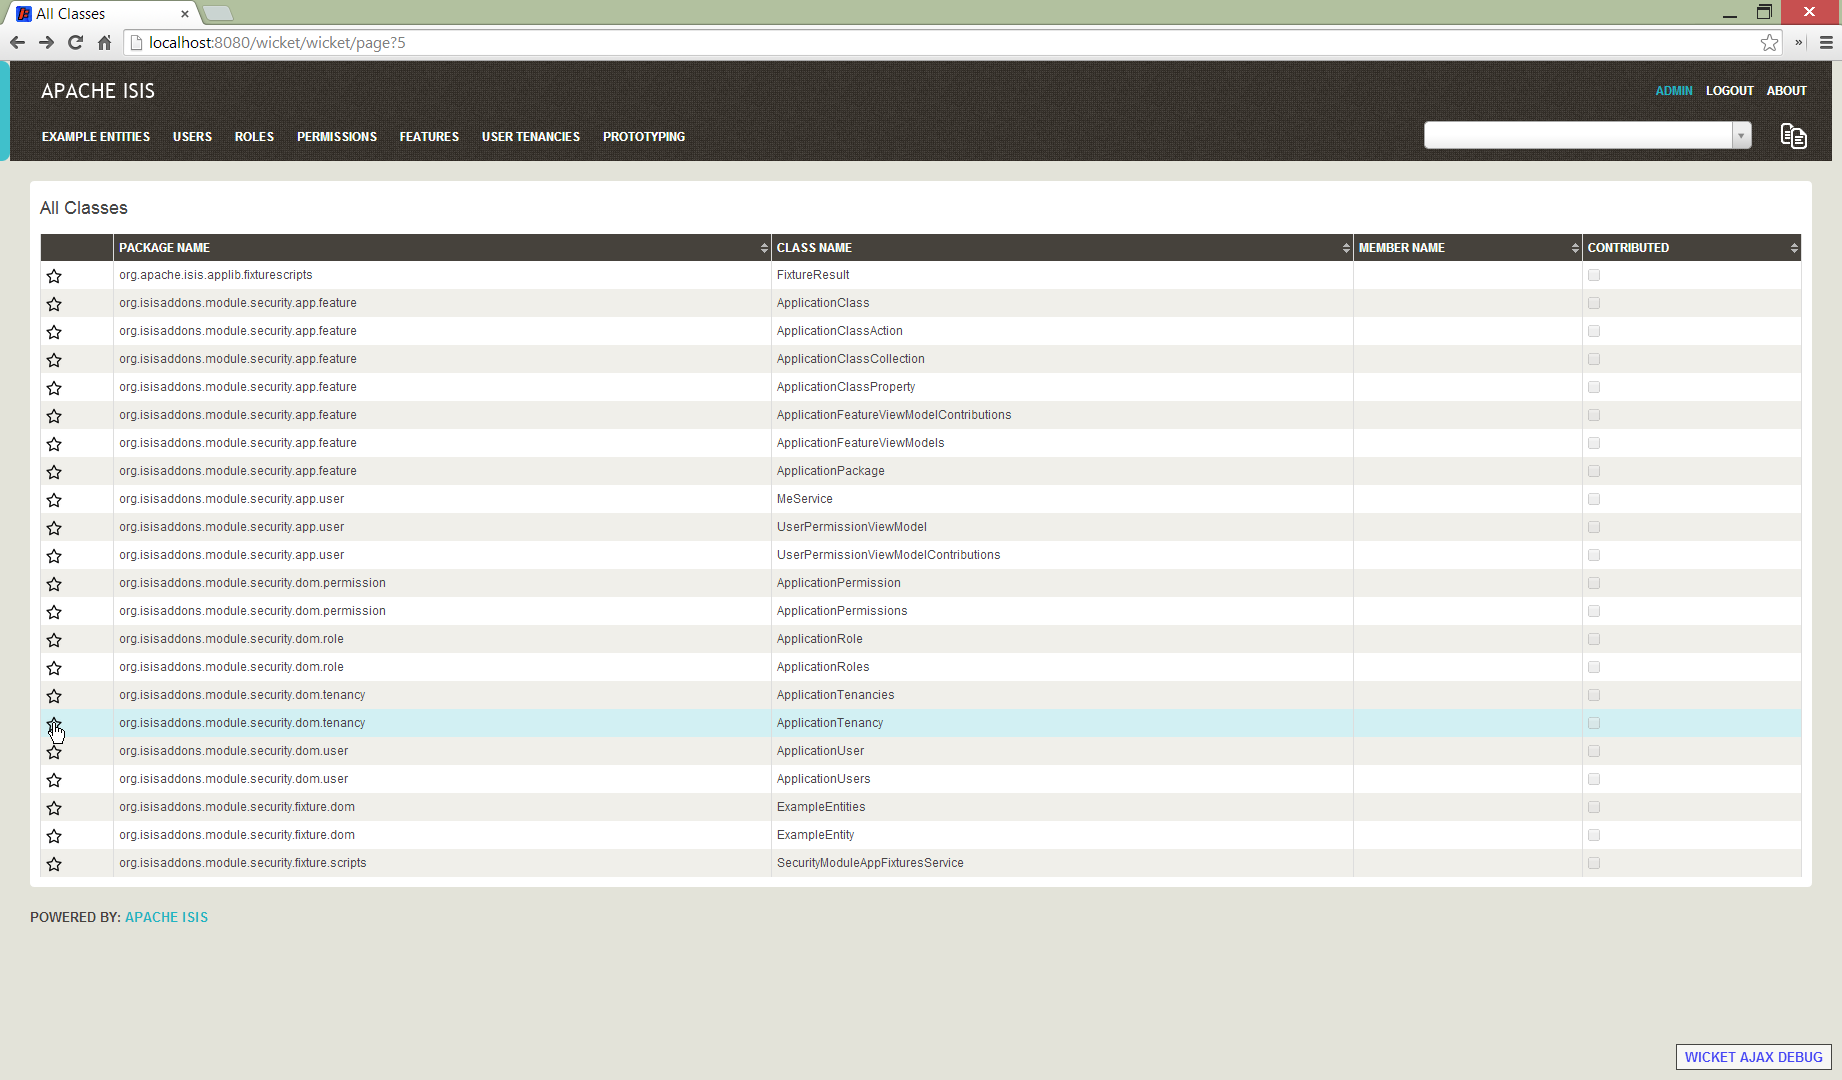 All Classes
localhost:8080/wicket/wicket/page?5
APACHE ISIS
ADMIN LOGOUT ABOUT
EXAMPLE ENTITIES USERS ROLES PERMISSIONS FEATURES USER TENANCIES PROTOTYPING
All Classes
PACKAGE NAME CLASS NAME MEMBER NAME CONTRIBUTED
org.apache.isis.applib.fixturescripts FixtureResult
org.isisaddons.module.security.app.feature ApplicationClass
org.isisaddons.module.security.app.feature ApplicationClassAction
org.isisaddons.module.security.app.feature ApplicationClassCollection
org.isisaddons.module.security.app.feature ApplicationClassProperty
org.isisaddons.module.security.app.feature ApplicationFeatureViewModelContributions
org.isisaddons.module.security.app.feature ApplicationFeatureViewModels
org.isisaddons.module.security.app.feature ApplicationPackage
org.isisaddons.module.security.app.user MeService
org.isisaddons.module.security.app.user UserPermissionViewModel
org.isisaddons.module.security.app.user UserPermissionViewModelContributions
org.isisaddons.module.security.dom.permission ApplicationPermission
org.isisaddons.module.security.dom.permission ApplicationPermissions
org.isisaddons.module.security.dom.role ApplicationRole
org.isisaddons.module.security.dom.role ApplicationRoles
org.isisaddons.module.security.dom.tenancy ApplicationTenancies
org.isisaddons.module.security.dom.tenancy ApplicationTenancy
org.isisaddons.module.security.dom.user ApplicationUser
org.isisaddons.module.security.dom.user ApplicationUsers
org.isisaddons.module.security.fixture.dom ExampleEntities
org.isisaddons.module.security.fixture.dom ExampleEntity
org.isisaddons.module.security.fixture.scripts SecurityModuleAppFixturesService
POWERED BY: APACHE ISIS
WICKET AJAX DEBUG